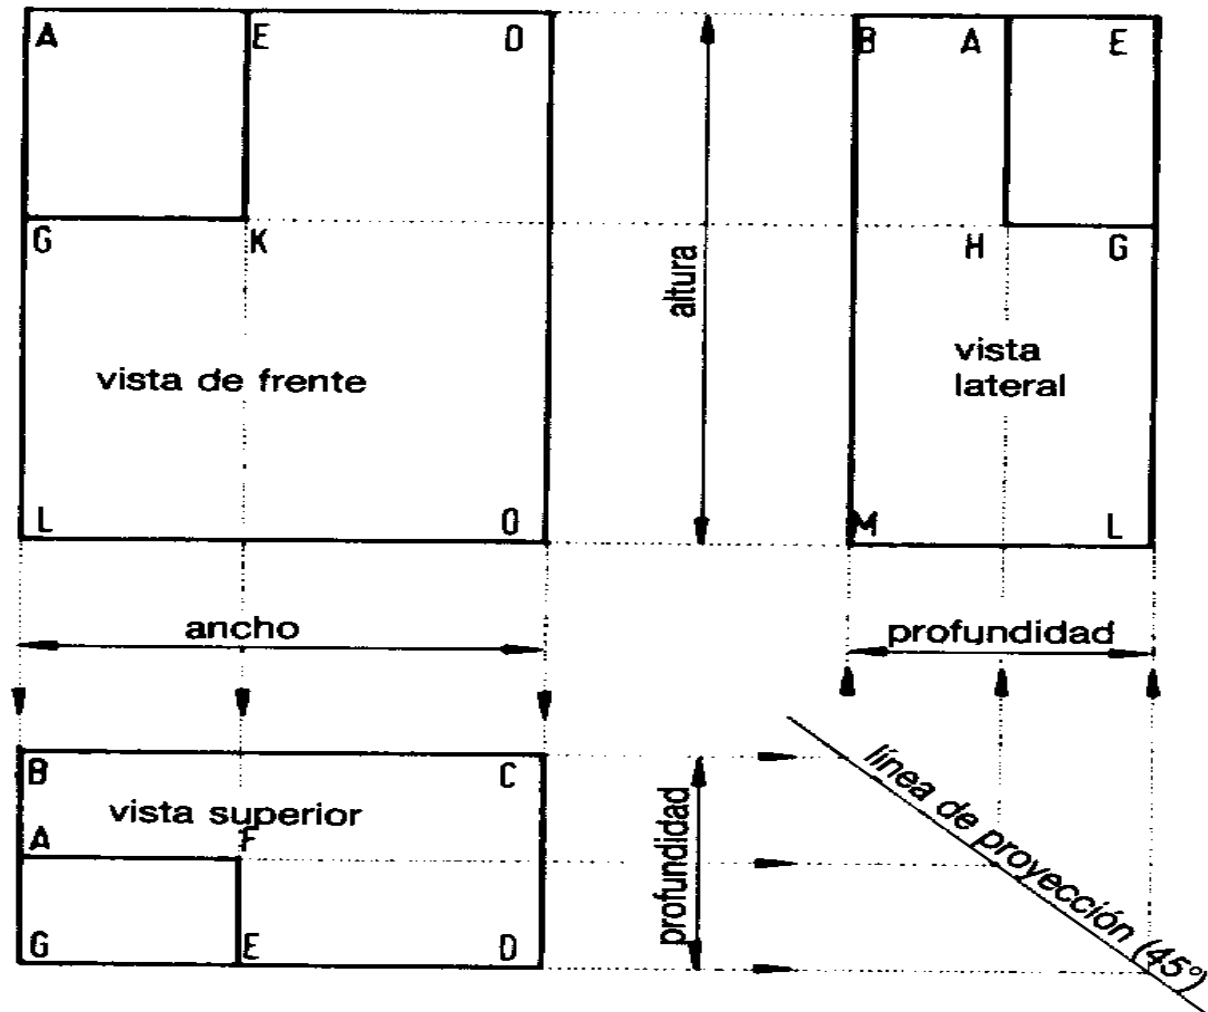 A E O
B A E
G K
H G
altura
vista de frente
vista
lateral
L O
M L
ancho
profundidad
B C
vista superior
A F
profundidad
línea de proyección (45°)
G E D